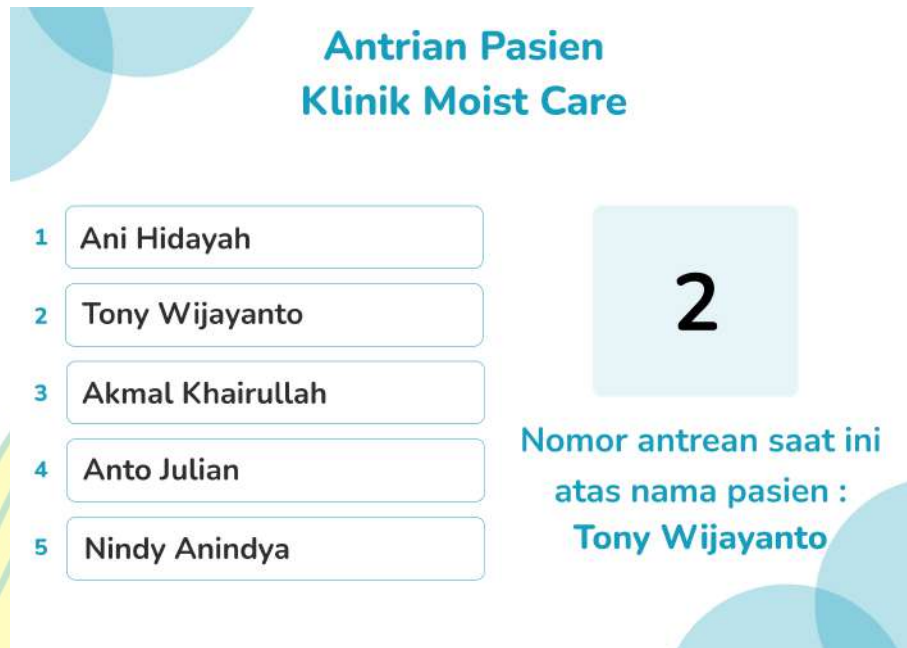 Antrian Pasien
Klinik Moist Care
1 Ani Hidayah
2 Tony Wijayanto
3 Akmal Khairullah
4 Anto Julian
5 Nindy Anindya
2
Nomor antrean saat ini
atas nama pasien :
Tony Wijayanto